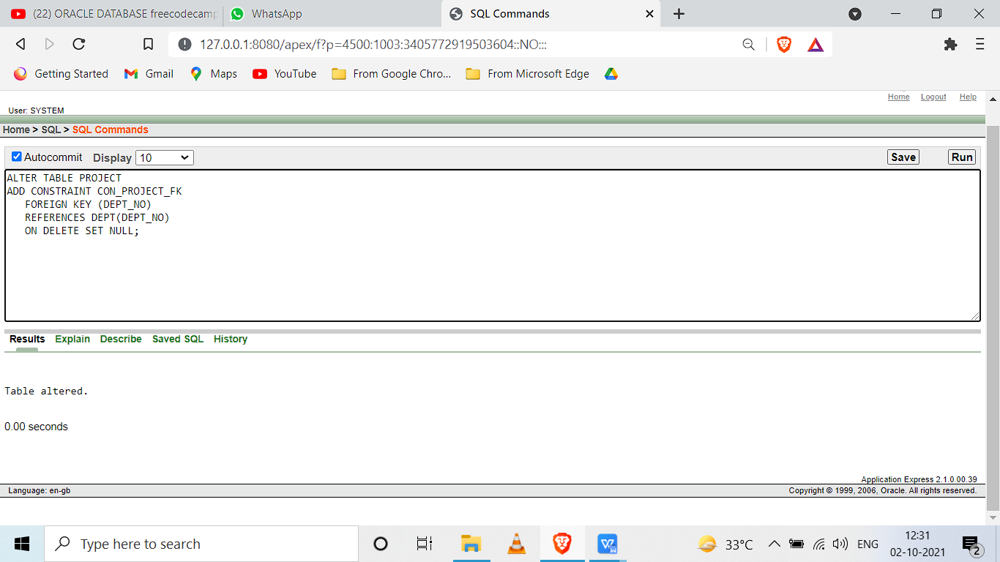 (22) ORACLE DATABASE freecodecamp
WhatsApp
SQL Commands
127.0.0.1:8080/apex/f?p=4500:1003:3405772919503604::NO:::
Getting Started
Gmail
Maps
YouTube
From Google Chro...
From Microsoft Edge
Home Logout Help
User: SYSTEM
Home > SQL > SQL Commands
Autocommit Display 10 Save Run
ALTER TABLE PROJECT
ADD CONSTRAINT CON_PROJECT_FK
FOREIGN KEY (DEPT_NO)
REFERENCES DEPT(DEPT_NO)
ON DELETE SET NULL;
Results Explain Describe Saved SQL History
Table altered.
0.00 seconds
Application Express 2.1.0.00.39
Language: en-gb
Copyright © 1999, 2006, Oracle. All rights reserved.
Type here to search
33°C
ENG
12:31
02-10-2021
2